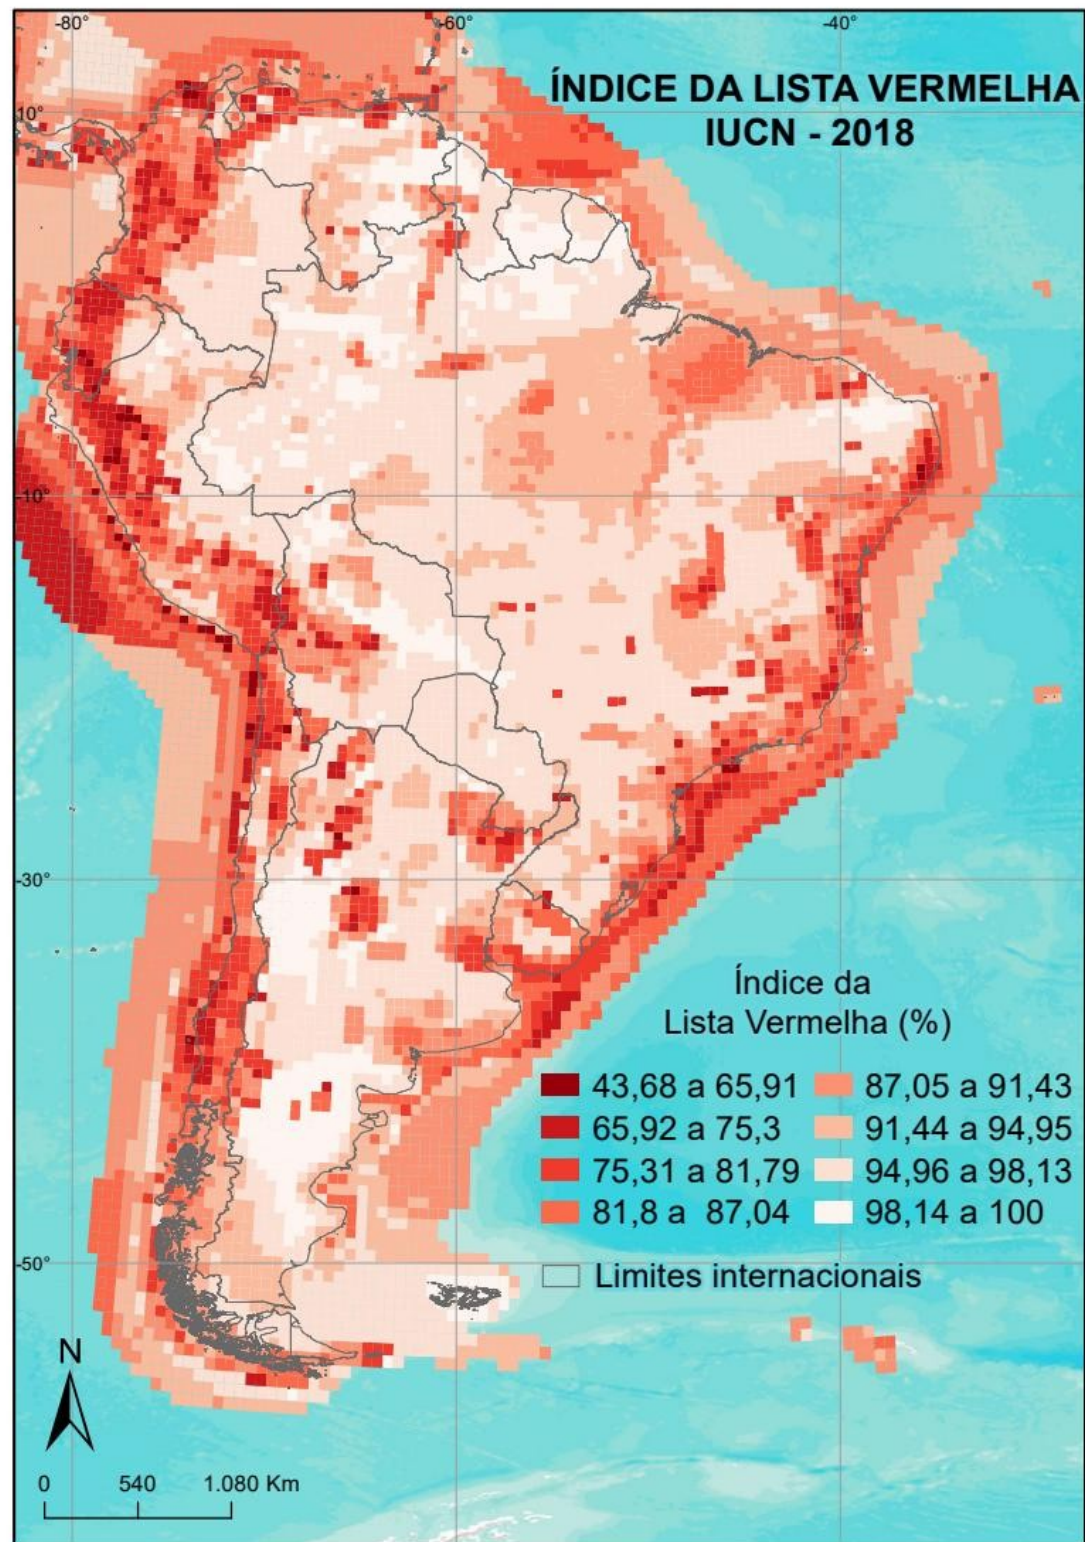 -80°
-60°
-40°
ÍNDICE DA LISTA VERMELHA
IUCN - 2018
10°
-10°
-30°
-50°
Índice da
Lista Vermelha (%)
43,68 a 65,91
87,05 a 91,43
65,92 a 75,3
91,44 a 94,95
75,31 a 81,79
94,96 a 98,13
81,8 a 87,04
98,14 a 100
Limites internacionais
N
0 540 1.080 Km